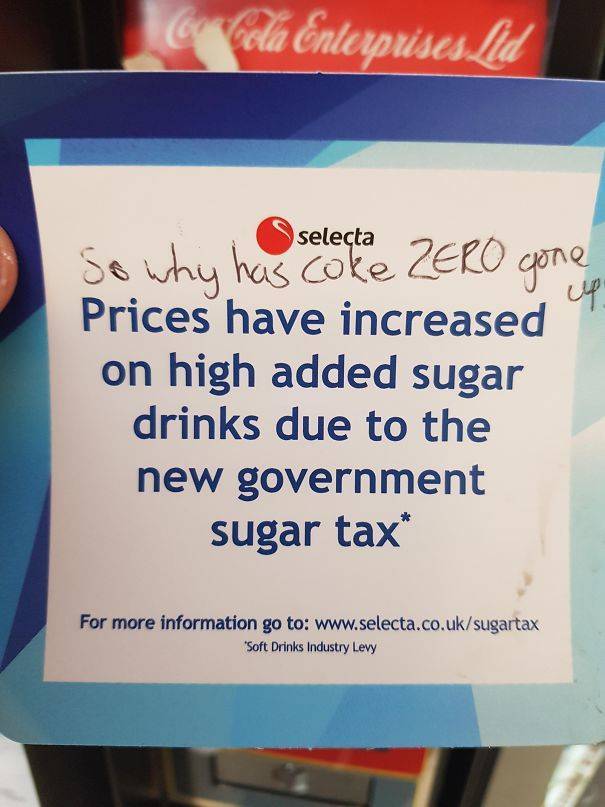 Coca-Cola Enterprises Ltd
selecta
So why has coke ZERO gone
up
Prices have increased
on high added sugar
drinks due to the
new government
sugar tax*
For more information go to: www.selecta.co.uk/sugartax
*Soft Drinks Industry Levy